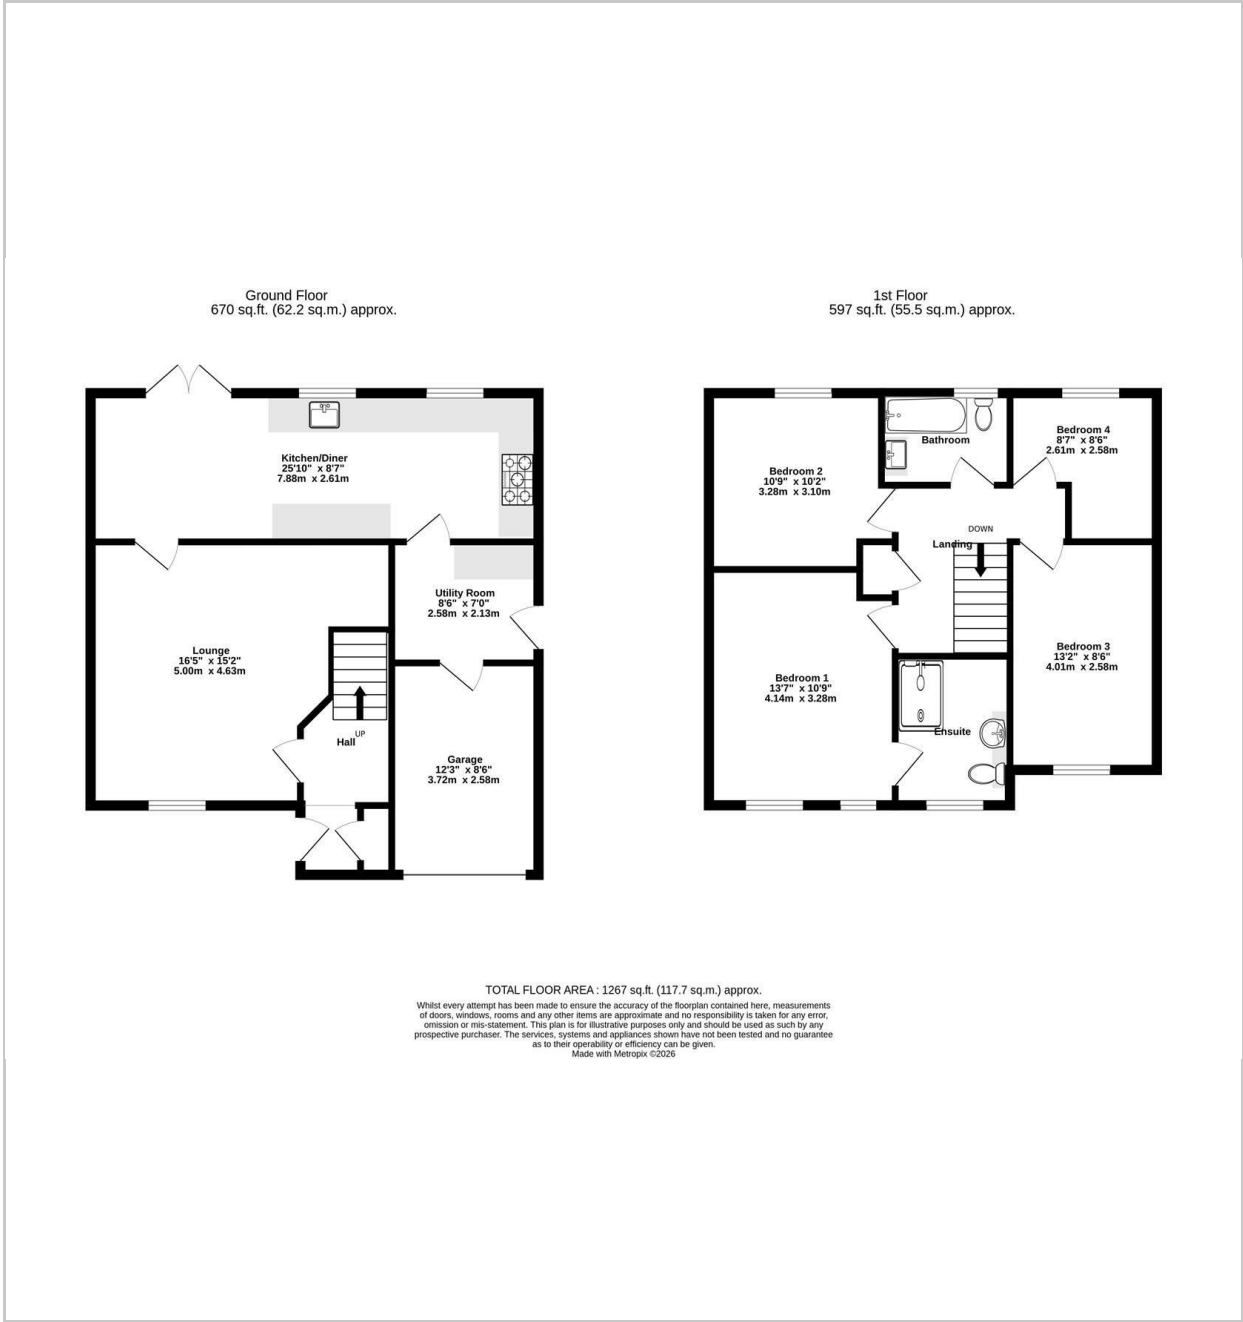 Ground Floor
670 sq.ft. (62.2 sq.m.) approx.
Kitchen/Diner
25'10" x 8'7"
7.88m x 2.61m
Utility Room
8'6" x 7'0"
2.58m x 2.13m
Lounge
16'5" x 15'2"
5.00m x 4.63m
UP
Hall
Garage
12'3" x 8'6"
3.72m x 2.58m
1st Floor
597 sq.ft. (55.5 sq.m.) approx.
Bedroom 4
8'7" x 8'6"
2.61m x 2.58m
Bathroom
Bedroom 2
10'9" x 10'2"
3.28m x 3.10m
DOWN
Landing
Bedroom 3
13'2" x 8'6"
4.01m x 2.58m
Bedroom 1
13'7" x 10'9"
4.14m x 3.28m
Ensuite
TOTAL FLOOR AREA : 1267 sq.ft. (117.7 sq.m.) approx.
Whilst every attempt has been made to ensure the accuracy of the floorplan contained here, measurements
of doors, windows, rooms and any other items are approximate and no responsibility is taken for any error,
omission or mis-statement. This plan is for illustrative purposes only and should be used as such by any
prospective purchaser. The services, systems and appliances shown have not been tested and no guarantee
as to their operability or efficiency can be given.
Made with Metropix ©2026